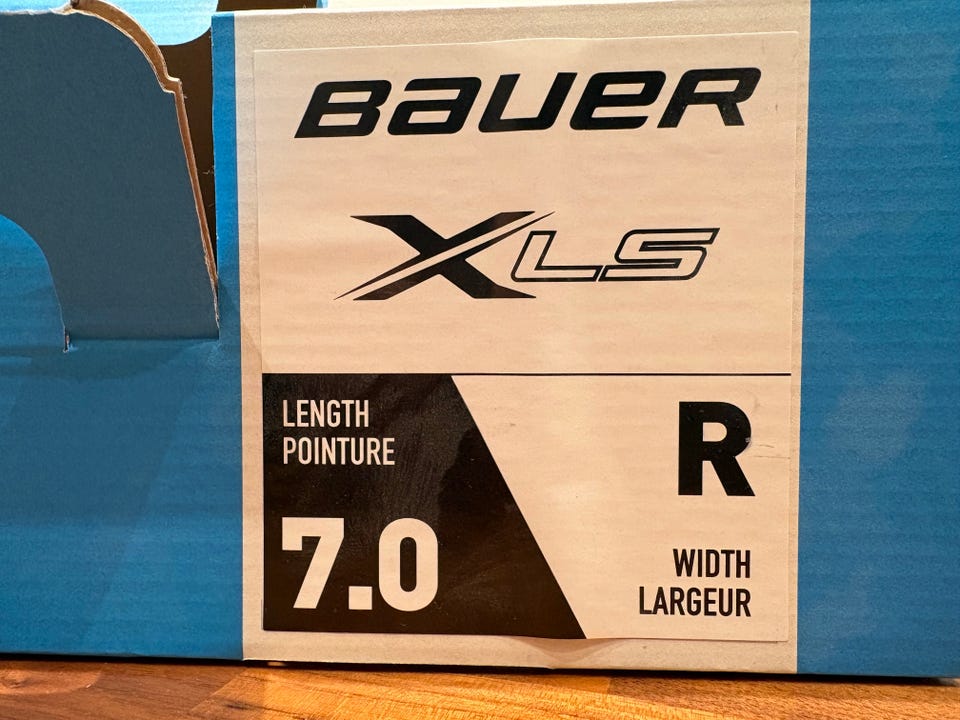 BAUER
XLS
LENGTH
POINTURE
7.0
R
WIDTH
LARGEUR